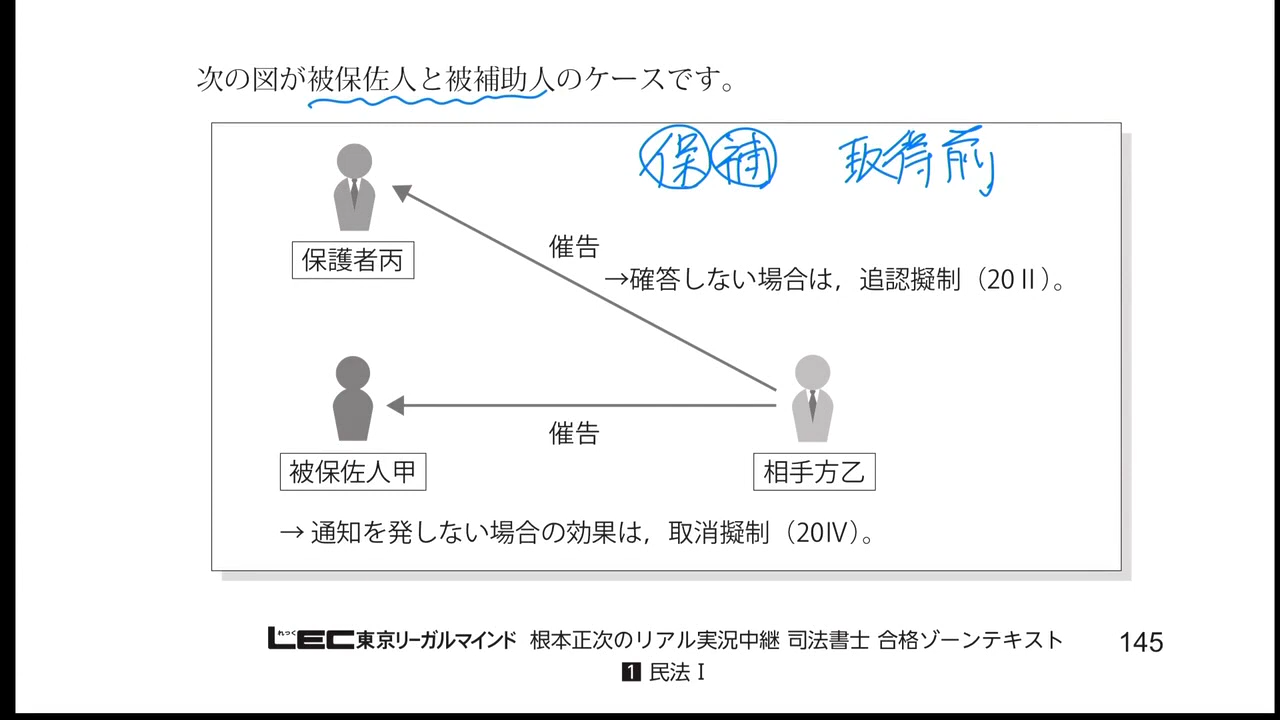 次の図が被保佐人と被補助人のケースです。
保 補 取得前
保護者丙
催告
→確答しない場合は，追認擬制（20Ⅱ）。
催告
被保佐人甲
相手方乙
→ 通知を発しない場合の効果は，取消擬制（20Ⅳ）。
れっく LEC東京リーガルマインド 根本正次のリアル実況中継 司法書士 合格ゾーンテキスト 145
1 民法Ⅰ